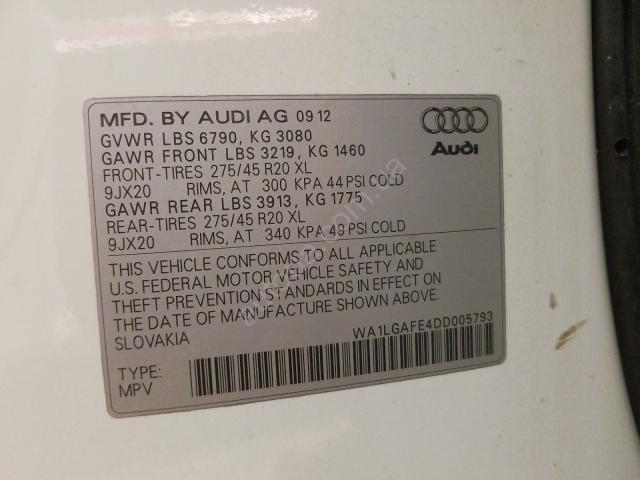 MFD. BY AUDI AG 09 12
GVWR LBS 6790, KG 3080
GAWR FRONT LBS 3219, KG 1460
FRONT-TIRES 275/45 R20 XL
9JX20 RIMS, AT 300 KPA 44 PSI COLD
GAWR REAR LBS 3913, KG 1775
REAR-TIRES 275/45 R20 XL
9JX20 RIMS, AT 340 KPA 49 PSI COLD
Audi
THIS VEHICLE CONFORMS TO ALL APPLICABLE
U.S. FEDERAL MOTOR VEHICLE SAFETY AND
THEFT PREVENTION STANDARDS IN EFFECT ON
THE DATE OF MANUFACTURE SHOWN ABOVE.
SLOVAKIA
WA1LGAFE4DD005793
TYPE:
MPV